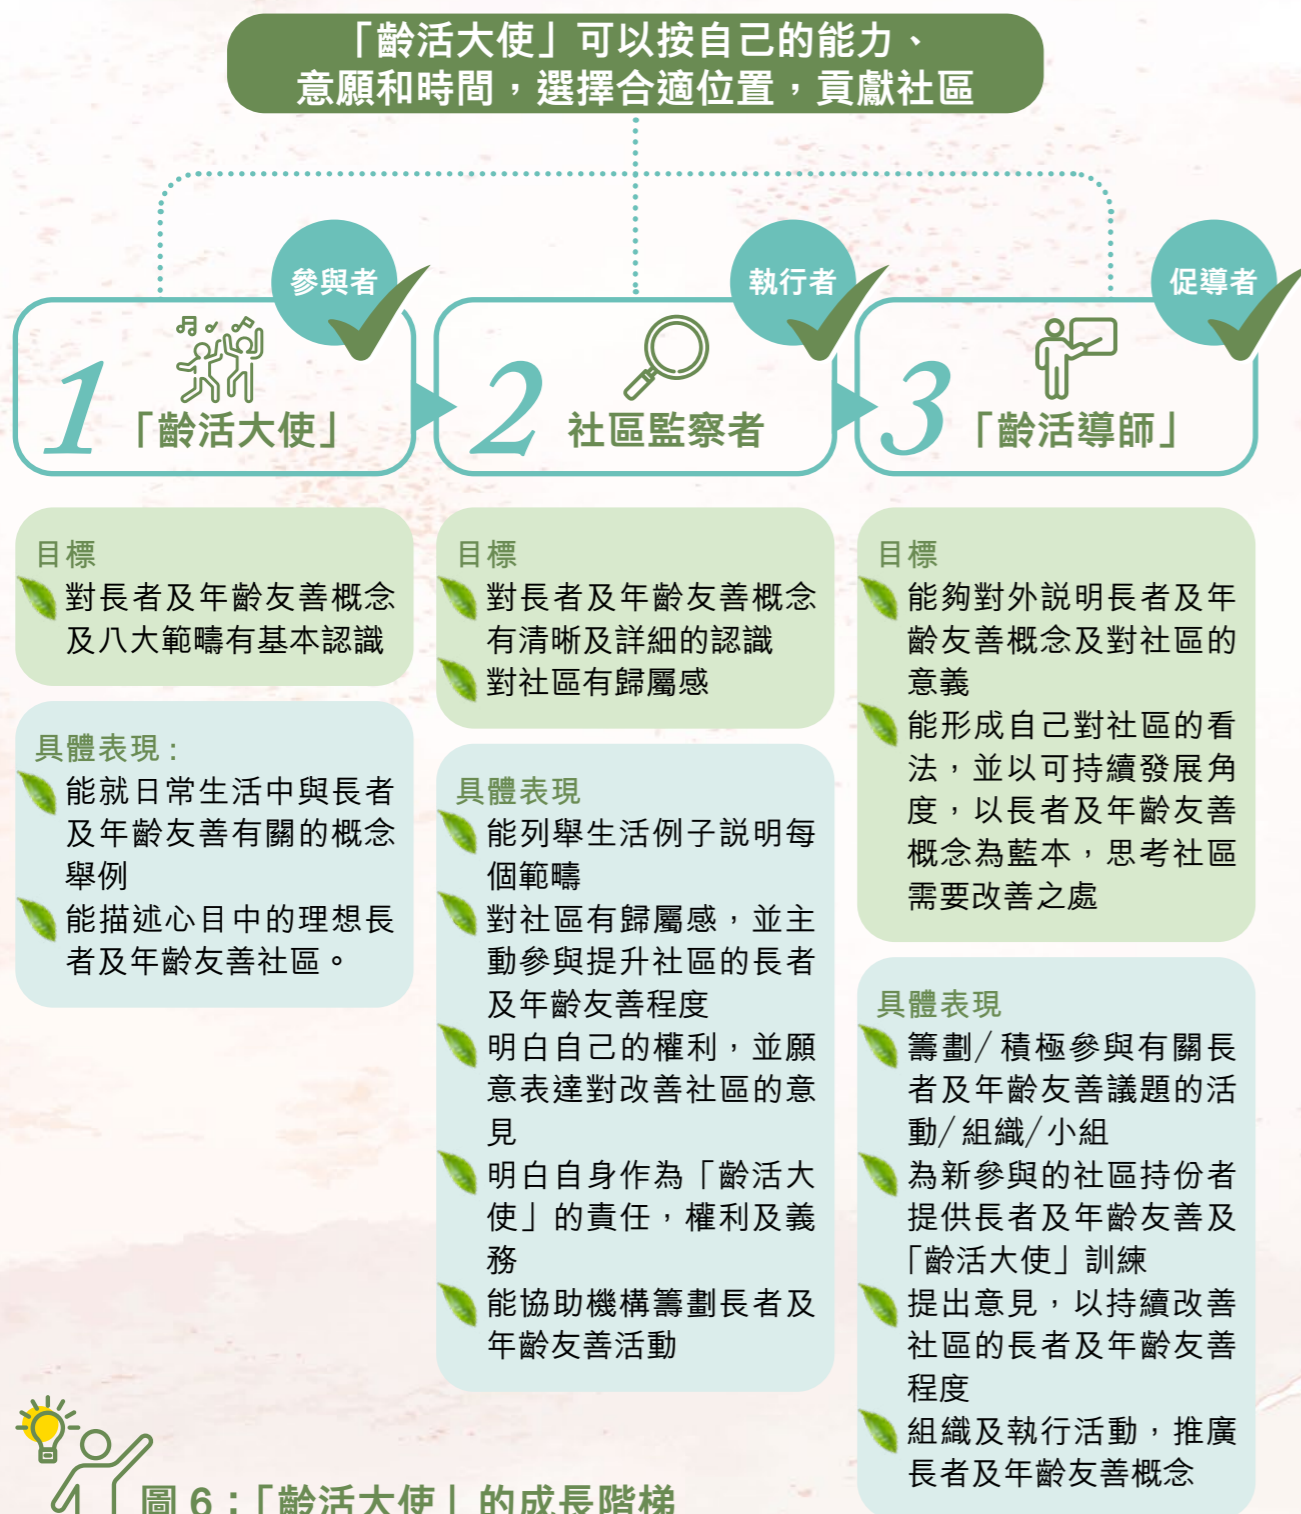 「齡活大使」可以按自己的能力、
意願和時間，選擇合適位置，貢獻社區
參與者
1
「齡活大使」
執行者
2
社區監察者
促導者
3
「齡活導師」
目標
對長者及年齡友善概念
及八大範疇有基本認識
具體表現：
能就日常生活中與長者
及年齡友善有關的概念
舉例
能描述心目中的理想長
者及年齡友善社區。
目標
對長者及年齡友善概念
有清晰及詳細的認識
對社區有歸屬感
具體表現
能列舉生活例子説明每
個範疇
對社區有歸屬感，並主
動參與提升社區的長者
及年齡友善程度
明白自己的權利，並願
意表達對改善社區的意
見
明白自身作為「齡活大
使」的責任，權利及義
務
能協助機構籌劃長者及
年齡友善活動
目標
能夠對外説明長者及年
齡友善概念及對社區的
意義
能形成自己對社區的看
法，並以可持續發展角
度，以長者及年齡友善
概念為藍本，思考社區
需要改善之處
具體表現
籌劃/積極參與有關長
者及年齡友善議題的活
動/組織/小組
為新參與的社區持份者
提供長者及年齡友善及
「齡活大使」訓練
提出意見，以持續改善
社區的長者及年齡友善
程度
組織及執行活動，推廣
長者及年齡友善概念
圖 6：「齡活大使」的成長階梯